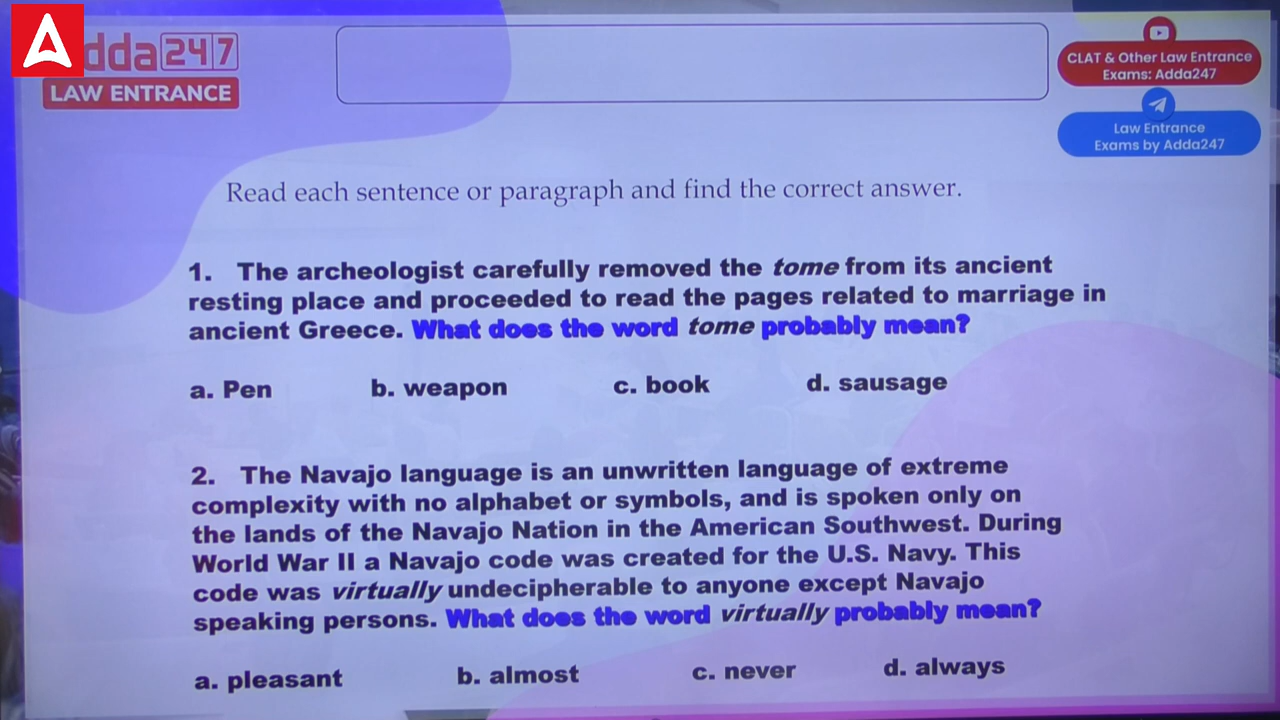 dda247
LAW ENTRANCE
CLAT & Other Law Entrance
Exams: Adda247
Law Entrance
Exams by Adda247
Read each sentence or paragraph and find the correct answer.
1. The archeologist carefully removed the tome from its ancient
resting place and proceeded to read the pages related to marriage in
ancient Greece. What does the word tome probably mean?
a. Pen b. weapon c. book d. sausage
2. The Navajo language is an unwritten language of extreme
complexity with no alphabet or symbols, and is spoken only on
the lands of the Navajo Nation in the American Southwest. During
World War II a Navajo code was created for the U.S. Navy. This
code was virtually undecipherable to anyone except Navajo
speaking persons. What does the word virtually probably mean?
a. pleasant b. almost c. never d. always